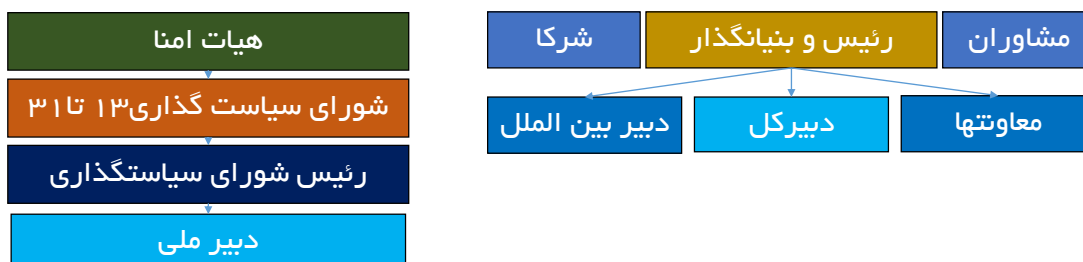 مشاوران
رئیس و بنیانگذار
شرکا
معاونتها
دبیرکل
دبیر بین الملل
هیات امنا
شورای سیاست گذاری۱۳ تا۳۱
رئیس شورای سیاستگذاری
دبیر ملی